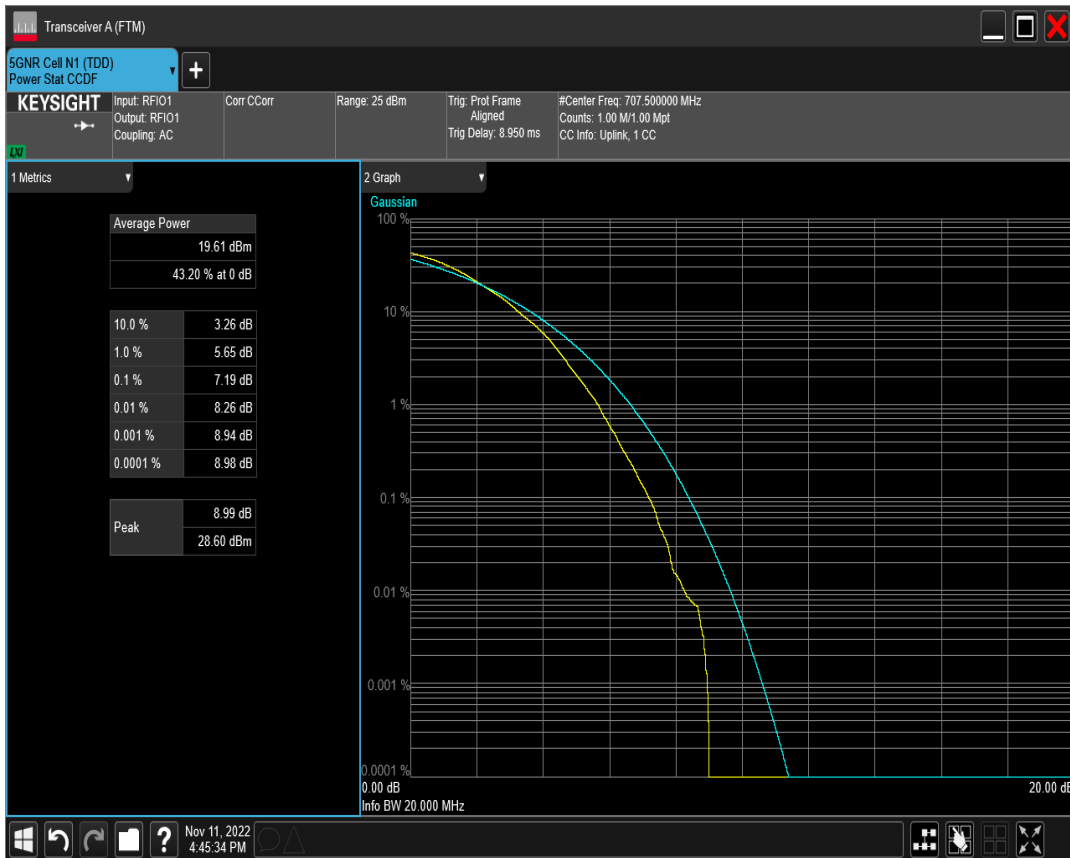 Transceiver A (FTM)
5GNR Cell N1 (TDD)
Power Stat CCDF
+
KEYSIGHT
LXI
Input: RFIO1
Output: RFIO1
Coupling: AC
Corr CCorr
Range: 25 dBm
Trig: Prot Frame
Aligned
Trig Delay: 8.950 ms
#Center Freq: 707.500000 MHz
Counts: 1.00 M/1.00 Mpt
CC Info: Uplink, 1 CC
1 Metrics
Average Power
19.61 dBm
43.20 % at 0 dB
10.0 % 3.26 dB
1.0 % 5.65 dB
0.1 % 7.19 dB
0.01 % 8.26 dB
0.001 % 8.94 dB
0.0001 % 8.98 dB
Peak 8.99 dB
28.60 dBm
2 Graph
Gaussian
100 %
10 %
1 %
0.1 %
0.01 %
0.001 %
0.0001 %
0.00 dB 20.00 dB
Info BW 20.000 MHz
?
Nov 11, 2022
4:45:34 PM